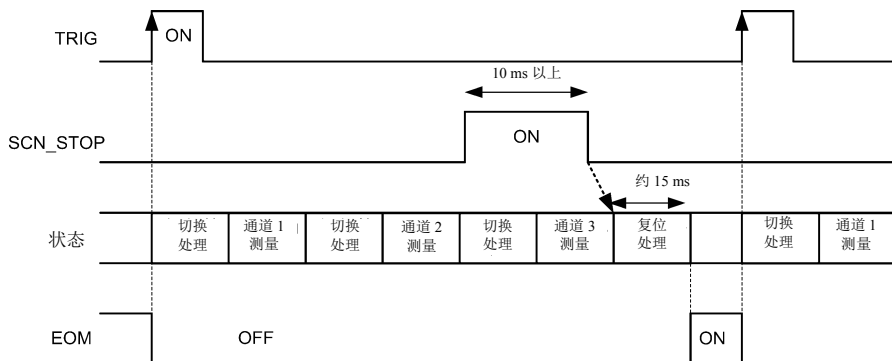 TRIG
ON
10 ms 以上
SCN_STOP
ON
约 15 ms
状态
切换
处理
通道 1
测量
切换
处理
通道 2
测量
切换
处理
通道 3
测量
复位
处理
切换
处理
通道 1
测量
EOM
OFF
ON